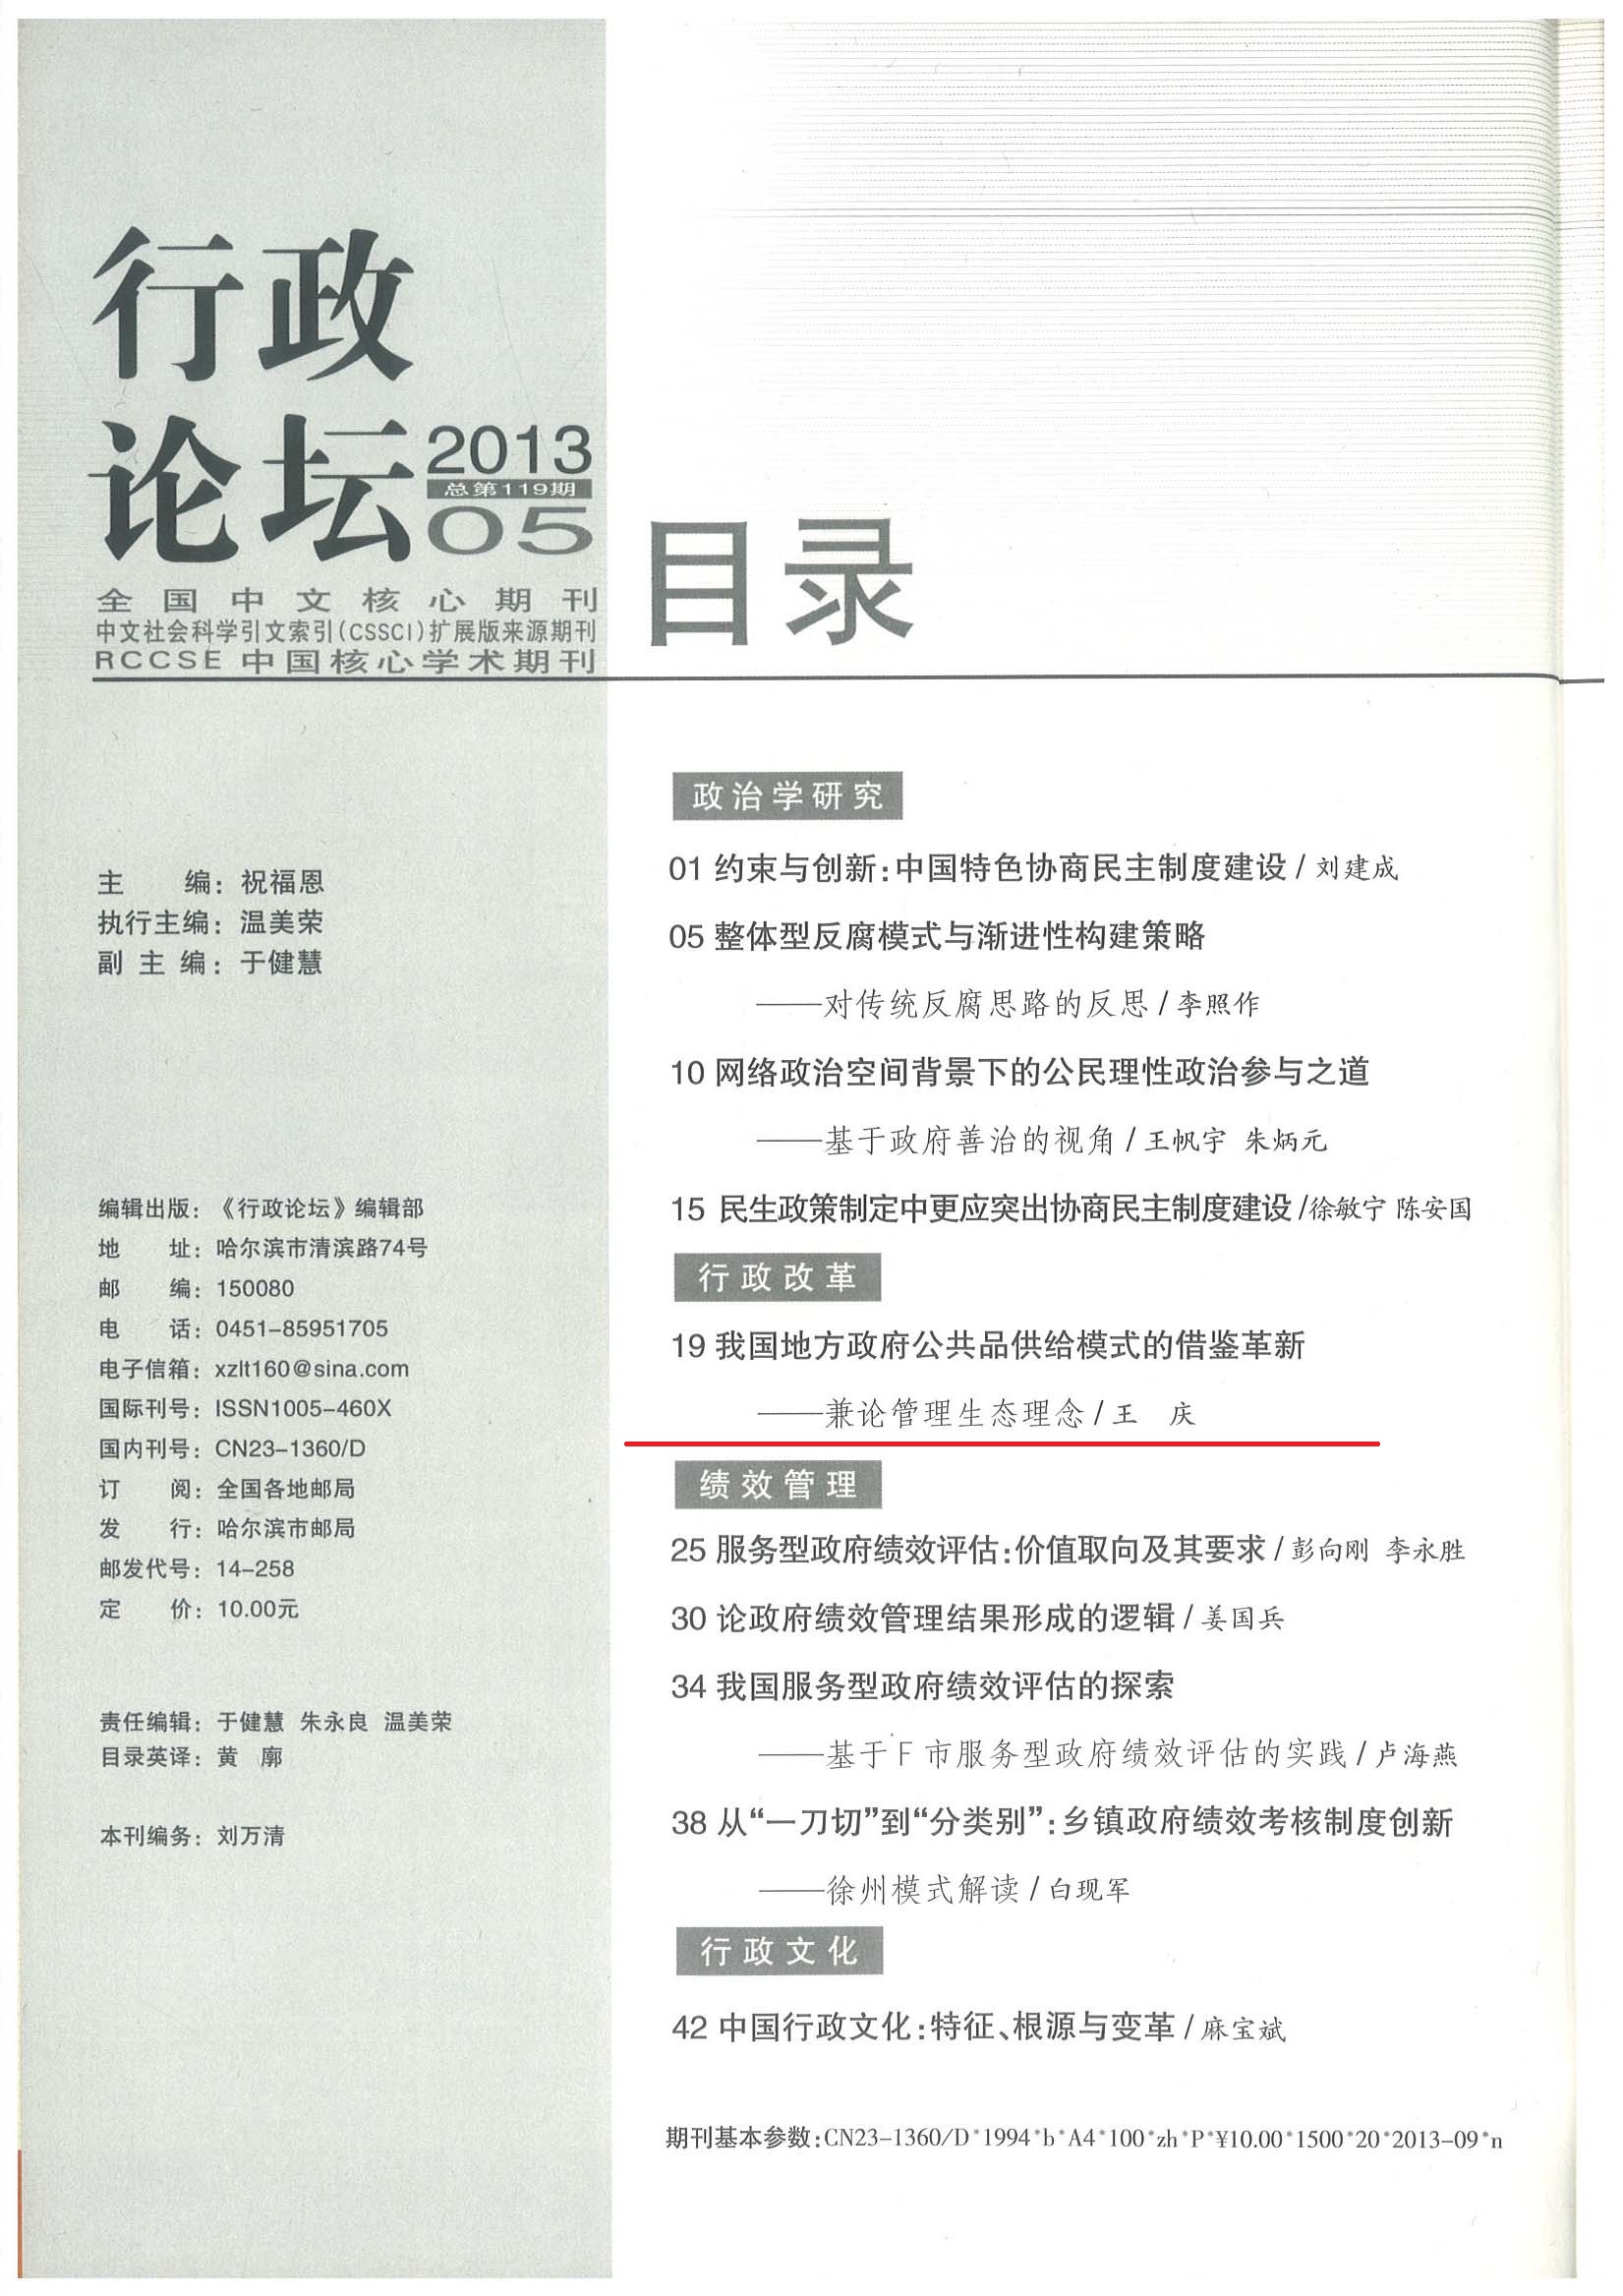 行政
论坛
2013
总第119期
05
全国中文核心期刊
中文社会科学引文索引(CSSCI)扩展版来源期刊
RCCSE 中国核心学术期刊
主 编：祝福恩
执行主编：温美荣
副 主 编：于健慧
编辑出版：《行政论坛》编辑部
地 址：哈尔滨市清滨路74号
邮 编：150080
电 话：0451-85951705
电子信箱：xzlt160@sina.com
国际刊号：ISSN1005-460X
国内刊号：CN23-1360/D
订 阅：全国各地邮局
发 行：哈尔滨市邮局
邮发代号：14-258
定 价：10.00元
责任编辑：于健慧 朱永良 温美荣
目录英译：黄 廓
本刊编务：刘万清
目录
政治学研究
01 约束与创新：中国特色协商民主制度建设 / 刘建成
05 整体型反腐模式与渐进性构建策略
——对传统反腐思路的反思 / 李照作
10 网络政治空间背景下的公民理性政治参与之道
——基于政府善治的视角 / 王帆宇 朱炳元
15 民生政策制定中更应突出协商民主制度建设 /徐敏宁 陈安国
行政改革
19 我国地方政府公共品供给模式的借鉴革新
——兼论管理生态理念 / 王 庆
绩效管理
25 服务型政府绩效评估：价值取向及其要求 / 彭向刚 李永胜
30 论政府绩效管理结果形成的逻辑 / 姜国兵
34 我国服务型政府绩效评估的探索
——基于 F 市服务型政府绩效评估的实践 / 卢海燕
38 从“一刀切”到“分类别”：乡镇政府绩效考核制度创新
——徐州模式解读 / 白现军
行政文化
42 中国行政文化：特征、根源与变革 / 麻宝斌
期刊基本参数：CN23-1360/D*1994*b*A4*100*zh*P*¥10.00*1500*20*2013-09*n